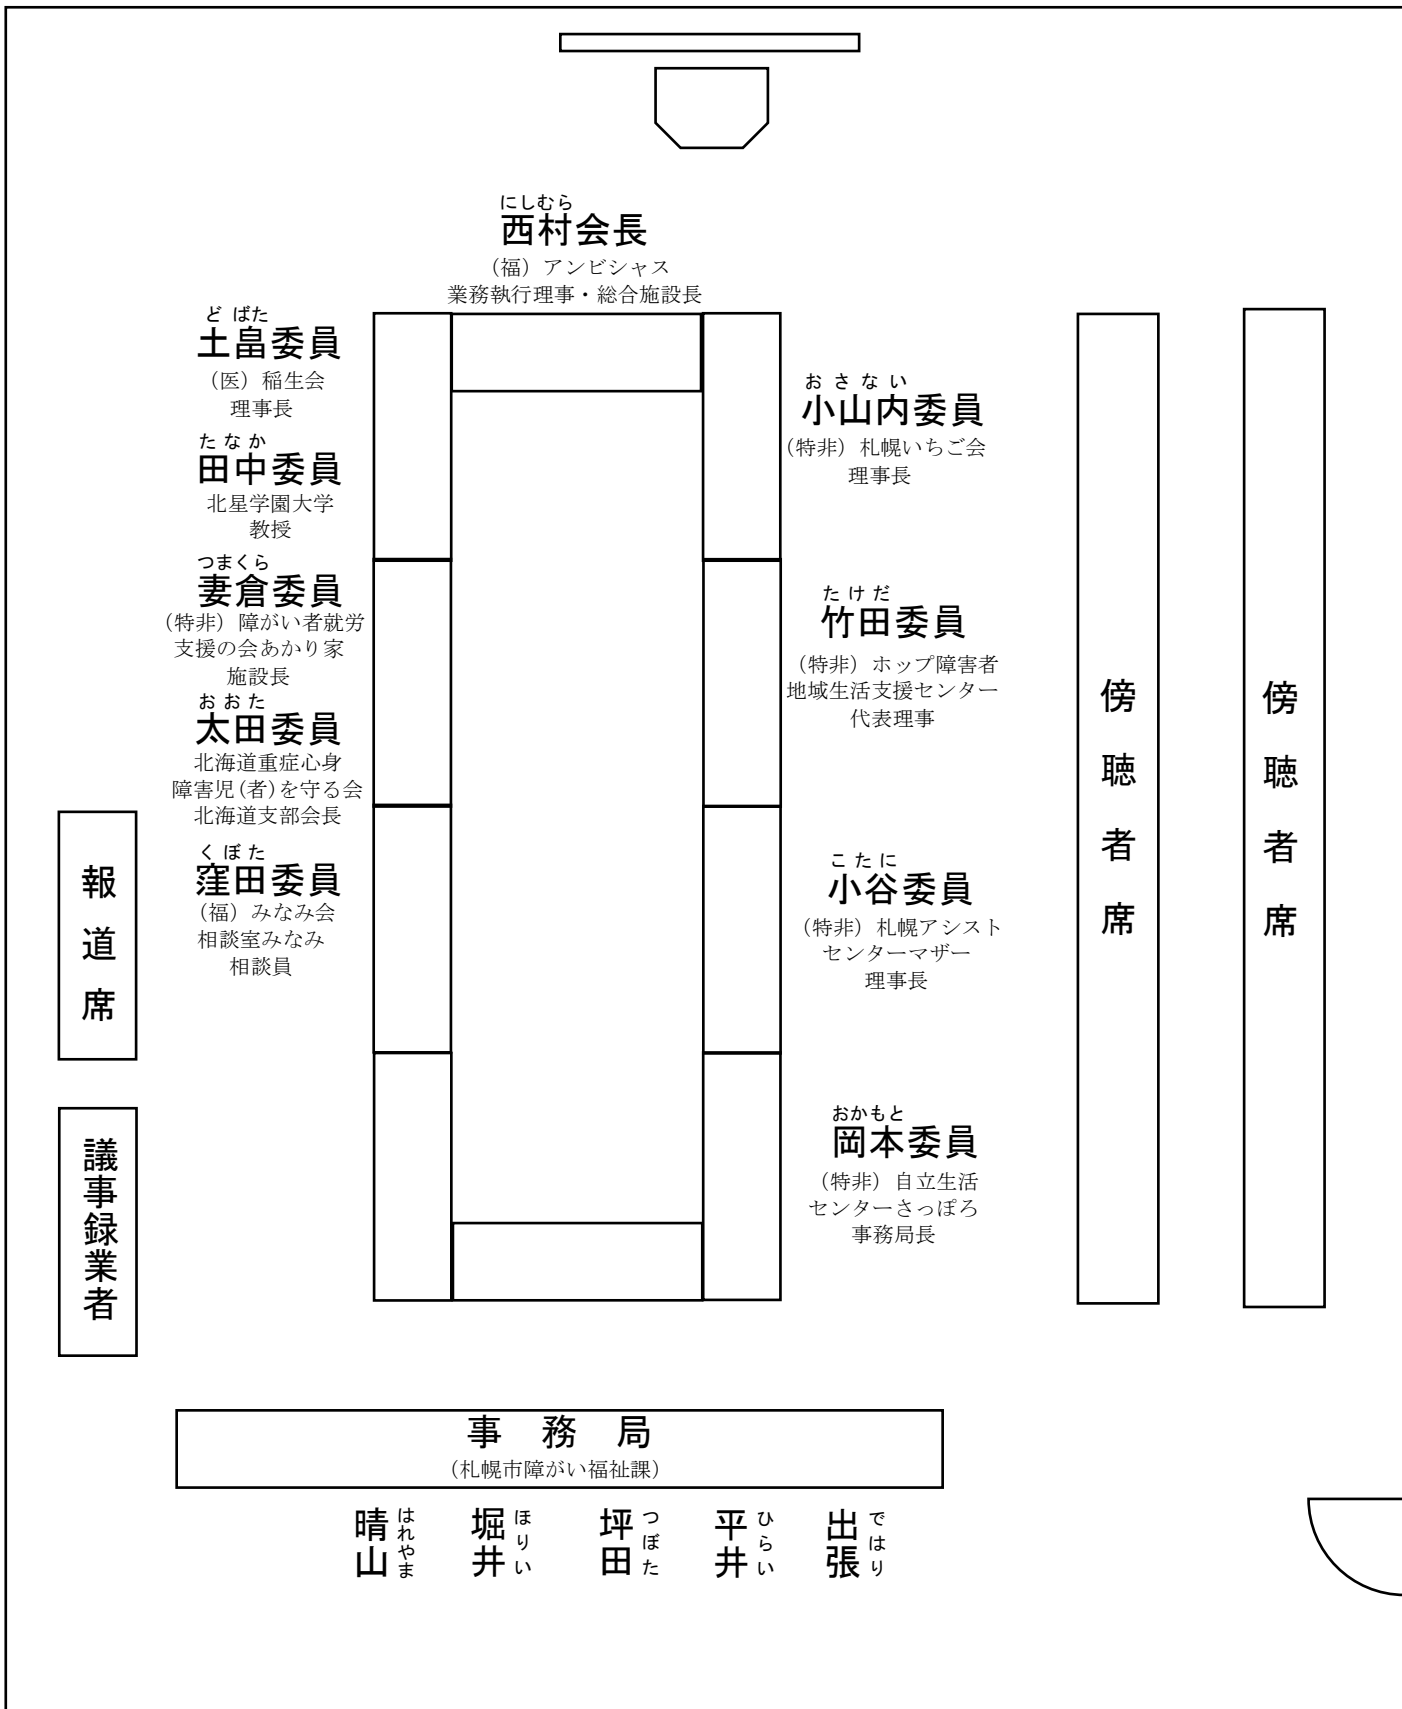 にしむら
西村会長
（福）アンビシャス
業務執行理事・総合施設長
どばた
土畠委員
（医）稲生会
理事長
たなか
田中委員
北星学園大学
教授
つまくら
妻倉委員
（特非）障がい者就労
支援の会あかり家
施設長
おおた
太田委員
北海道重症心身
障害児(者)を守る会
北海道支部会長
くぼた
窪田委員
（福）みなみ会
相談室みなみ
相談員
おさない
小山内委員
（特非）札幌いちご会
理事長
たけだ
竹田委員
（特非）ホップ障害者
地域生活支援センター
代表理事
こたに
小谷委員
（特非）札幌アシスト
センターマザー
理事長
おかもと
岡本委員
（特非）自立生活
センターさっぽろ
事務局長
傍聴者席
傍聴者席
報道席
議事録業者
事務局
（札幌市障がい福祉課）
晴山
はれやま
堀井
ほりい
坪田
つぼた
平井
ひらい
出張
ではり